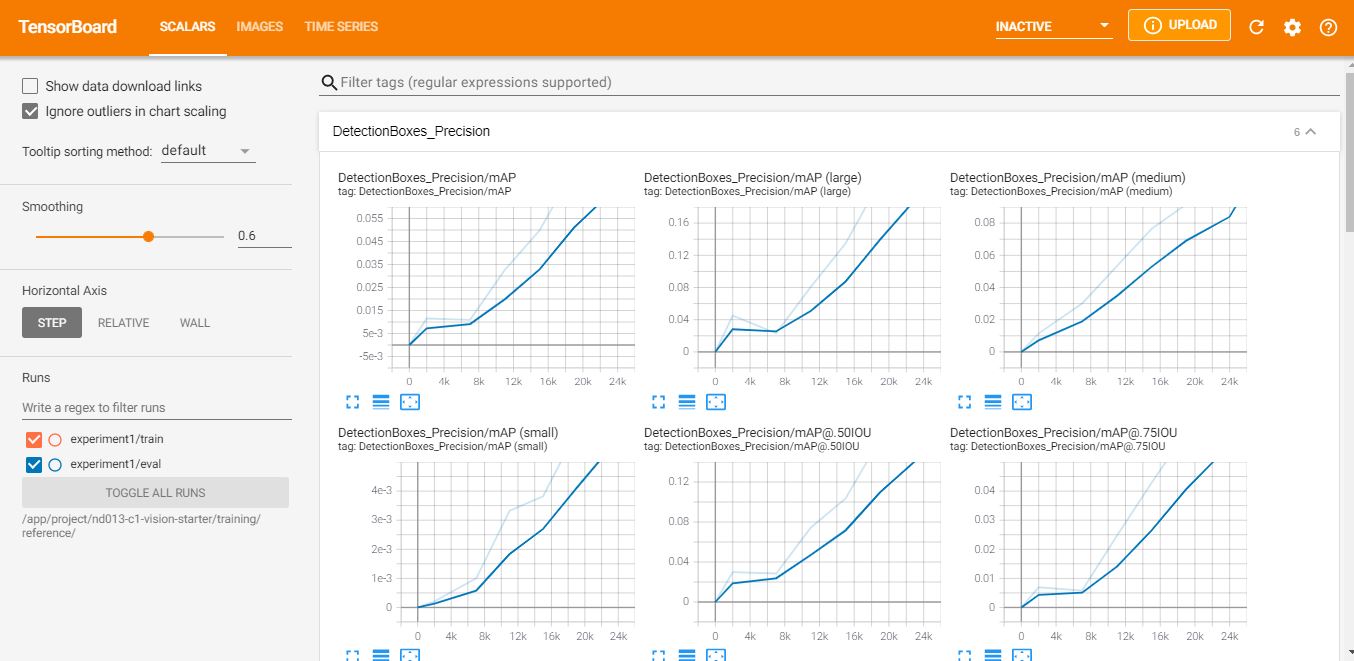 TensorBoard SCALARS IMAGES TIME SERIES INACTIVE UPLOAD
Show data download links
Ignore outliers in chart scaling
Tooltip sorting method: default
Smoothing
0.6
Horizontal Axis
STEP RELATIVE WALL
Runs
Write a regex to filter runs
experiment1/train
experiment1/eval
TOGGLE ALL RUNS
/app/project/nd013-c1-vision-starter/training/
reference/
Filter tags (regular expressions supported)
DetectionBoxes_Precision 6
DetectionBoxes_Precision/mAP
tag: DetectionBoxes_Precision/mAP
0.055
0.045
0.035
0.025
0.015
5e-3
-5e-3
0 4k 8k 12k 16k 20k 24k
DetectionBoxes_Precision/mAP (large)
tag: DetectionBoxes_Precision/mAP (large)
0.16
0.12
0.08
0.04
0
0 4k 8k 12k 16k 20k 24k
DetectionBoxes_Precision/mAP (medium)
tag: DetectionBoxes_Precision/mAP (medium)
0.08
0.06
0.04
0.02
0
0 4k 8k 12k 16k 20k 24k
DetectionBoxes_Precision/mAP (small)
tag: DetectionBoxes_Precision/mAP (small)
4e-3
3e-3
2e-3
1e-3
0
0 4k 8k 12k 16k 20k 24k
DetectionBoxes_Precision/mAP@.50IOU
tag: DetectionBoxes_Precision/mAP@.50IOU
0.12
0.08
0.04
0
0 4k 8k 12k 16k 20k 24k
DetectionBoxes_Precision/mAP@.75IOU
tag: DetectionBoxes_Precision/mAP@.75IOU
0.04
0.03
0.02
0.01
0
0 4k 8k 12k 16k 20k 24k